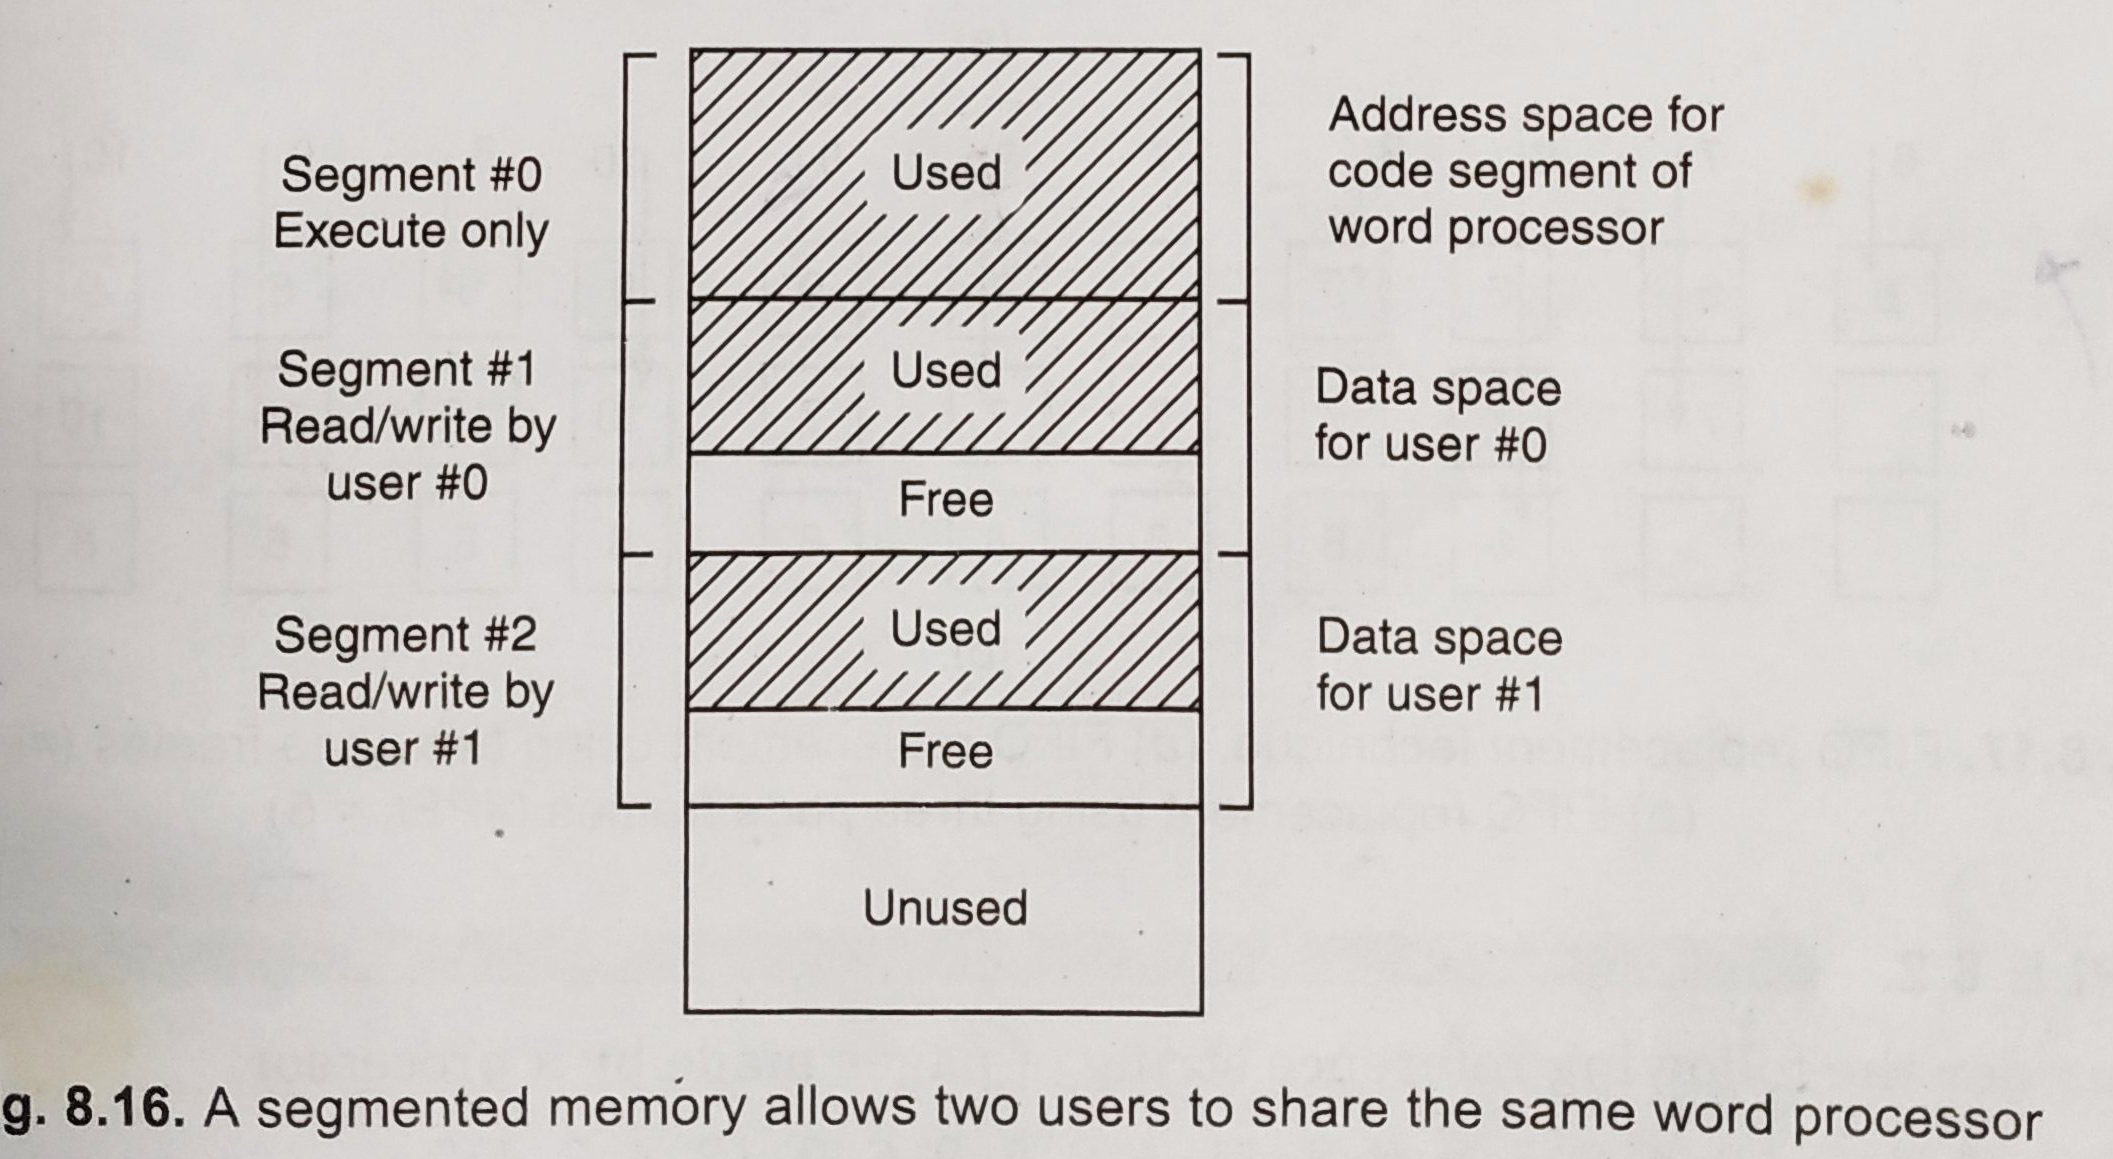 Segment #0
Execute only
Used
Address space for
code segment of
word processor
Segment #1
Read/write by
user #0
Used
Free
Data space
for user #0
Segment #2
Read/write by
user #1
Used
Free
Data space
for user #1
Unused
g. 8.16. A segmented memory allows two users to share the same word processor